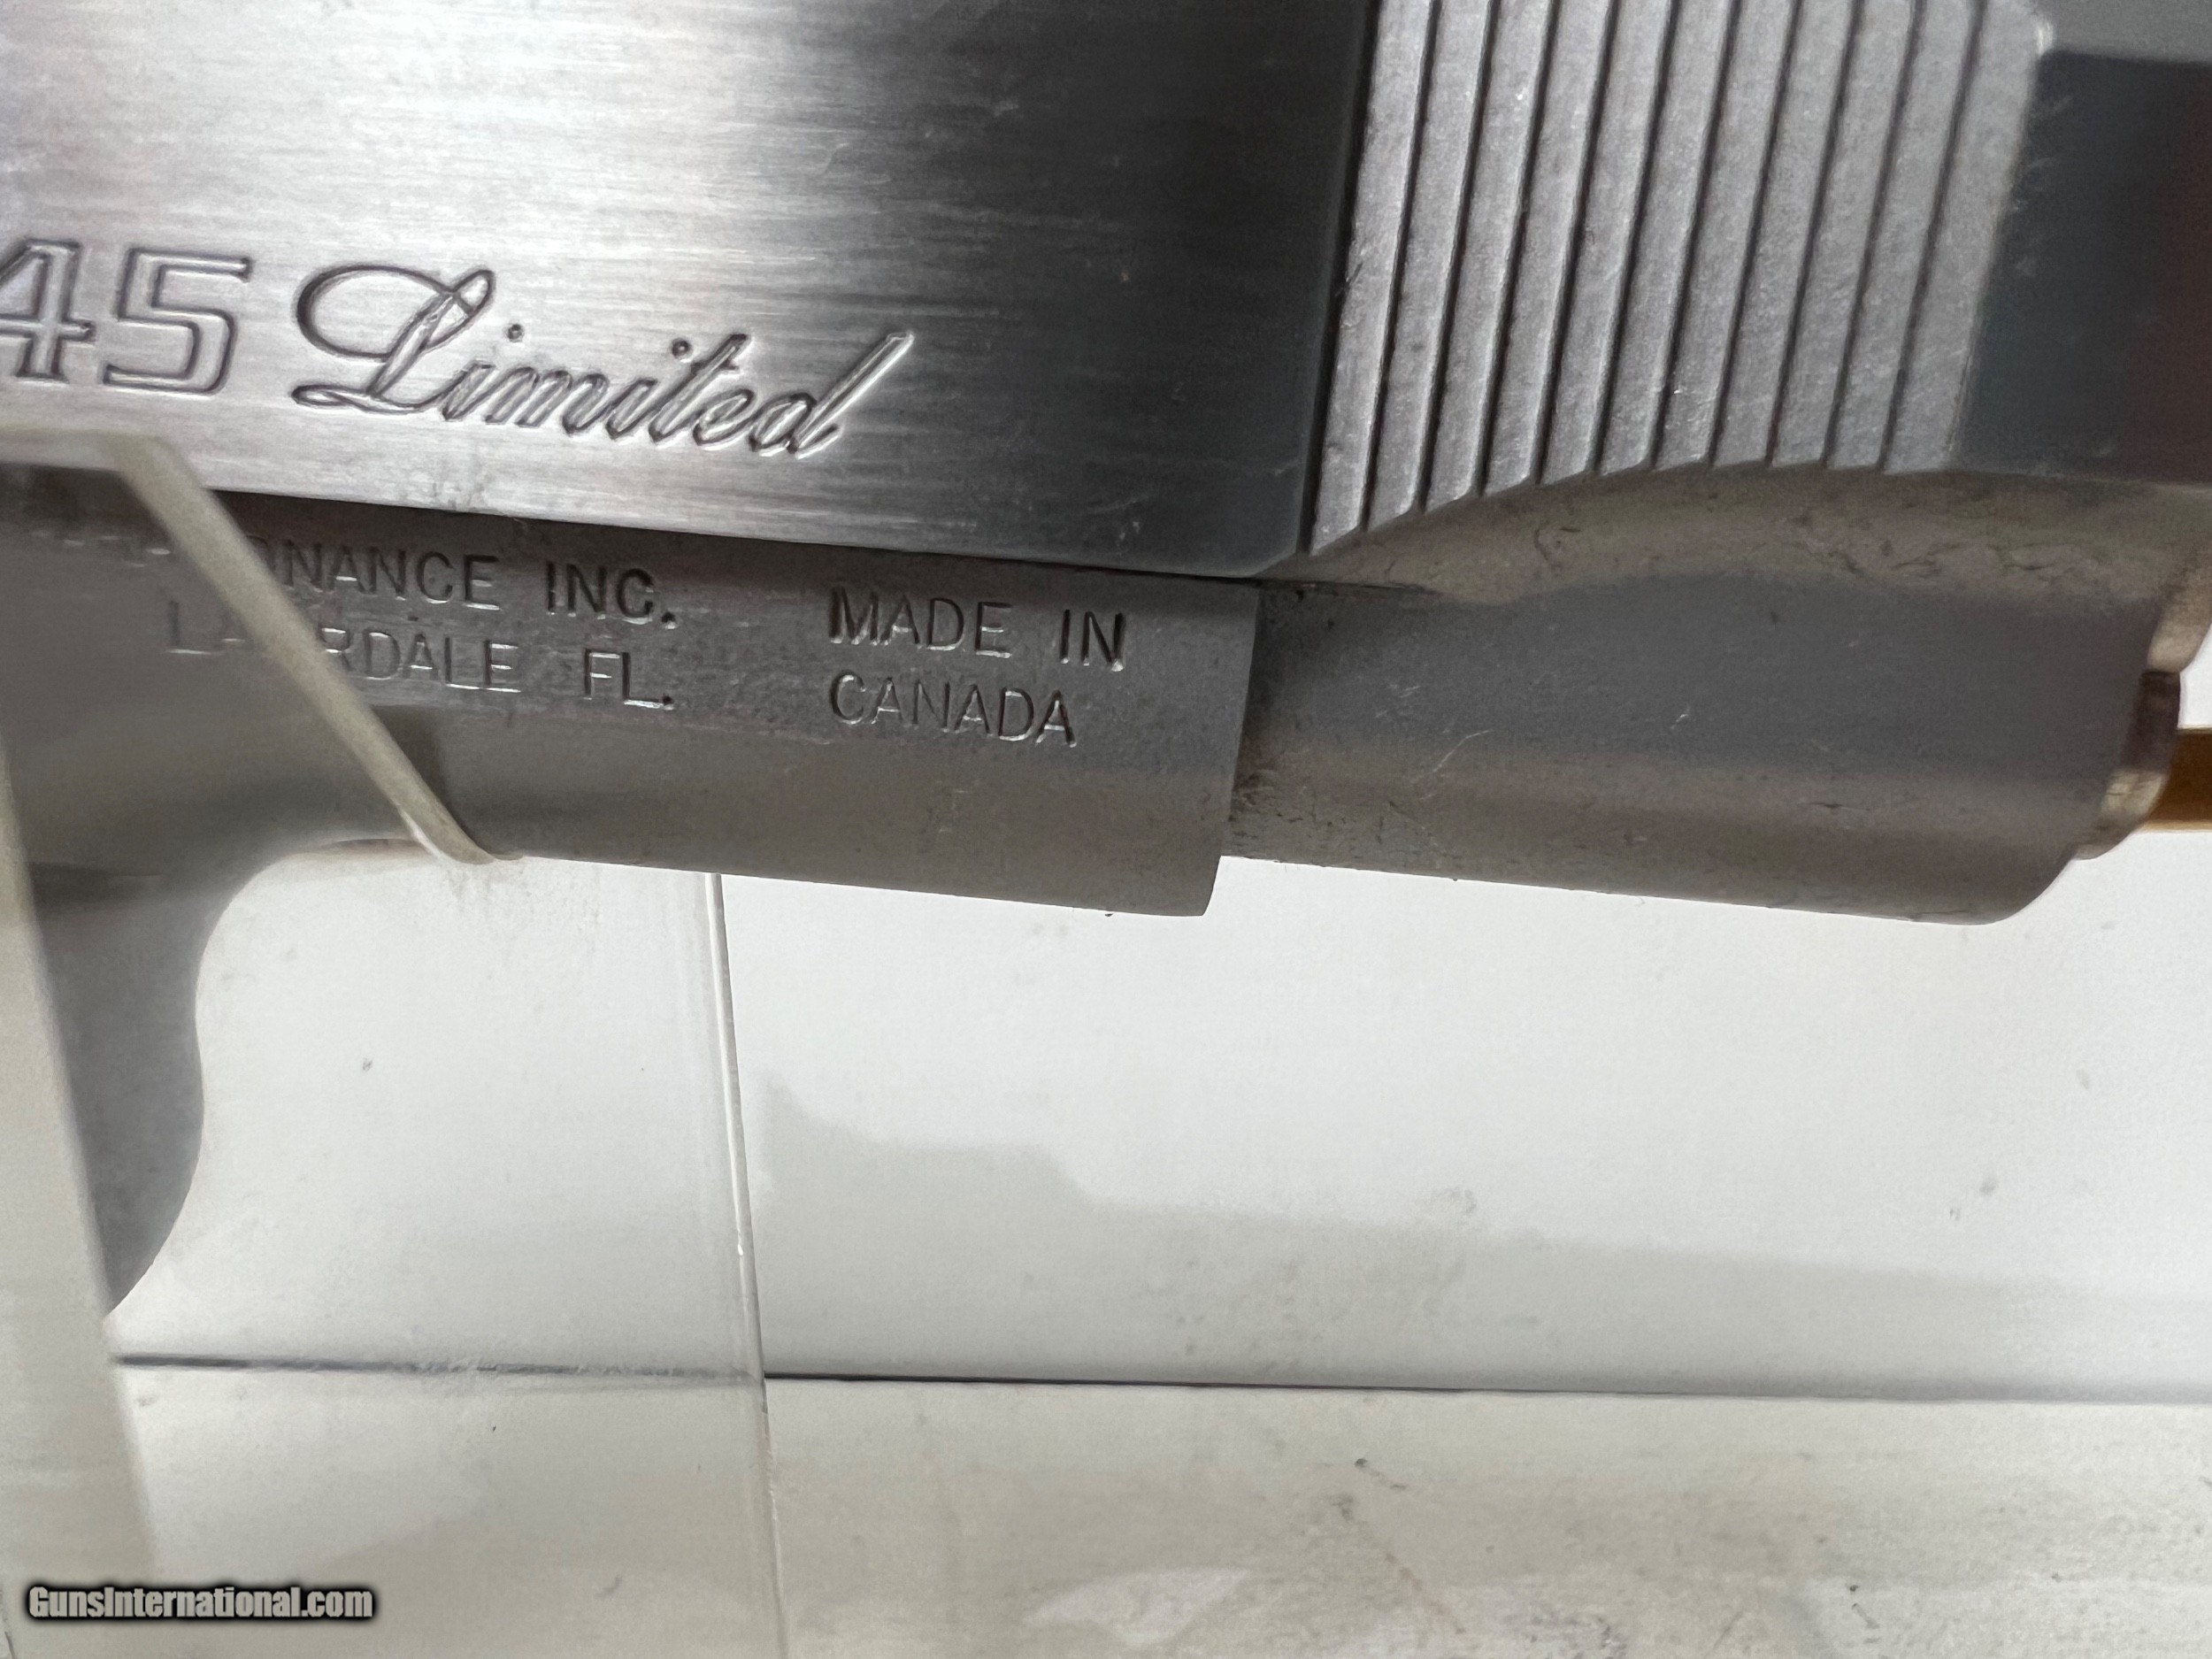 45 Limited
NANCE INC. MADE IN
RDALE FL. CANADA
GunsInternational.com